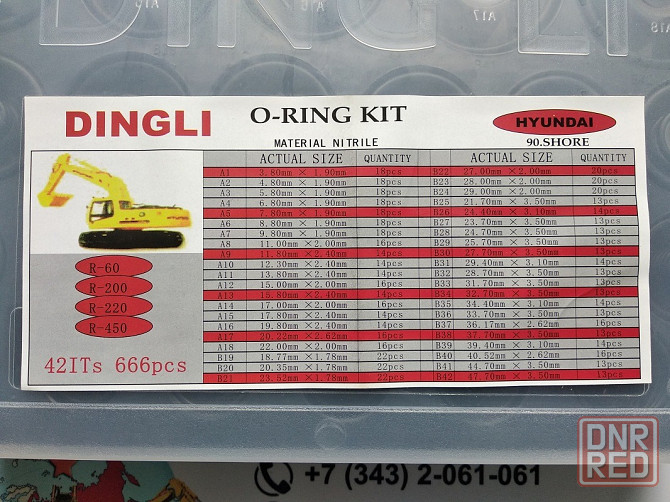 DING LI
A17
A18
DINGLI
O-RING KIT
HYUNDAI
MATERIAL NITRILE
90.SHORE
ACTUAL SIZE QUANTITY ACTUAL SIZE QUANTITY
A1 3.80mm × 1.90mm 18pcs B22 27.00mm ×2.00mm 20pcs
A2 4.80mm × 1.90mm 18pcs B23 28.00mm × 2.00mm 20pcs
A3 5.80mm × 1.90mm 18pcs B24 29.00mm × 2.00mm 20pcs
A4 6.80mm × 1.90mm 18pcs B25 21.70mm × 3.50mm 13pcs
A5 7.80mm × 1.90mm 18pcs B26 24.40mm × 3.10mm 14pcs
A6 8.80mm × 1.90mm 18pcs B27 23.70mm × 3.50mm 13pcs
A7 9.80mm × 1.90mm 18pcs B28 24.70mm × 3.50mm 13pcs
A8 11.00mm ×2.00mm 16pcs B29 25.70mm × 3.50mm 13pcs
A9 11.80mm × 2.40mm 14pcs B30 27.70mm × 3.50mm 13pcs
A10 12.30mm × 2.40mm 14pcs B31 29.40mm × 3.10mm 14pcs
A11 13.80mm × 2.40mm 14pcs B32 28.70mm × 3.50mm 13pcs
A12 15.00mm × 2.00mm 16pcs B33 31.70mm × 3.50mm 13pcs
A13 15.80mm × 2.40mm 14pcs B34 32.70mm × 3.50mm 13pcs
A14 17.00mm × 2.00mm 16pcs B35 34.40mm × 3.10mm 14pcs
A15 17.80mm × 2.40mm 14pcs B36 33.70mm × 3.50mm 13pcs
A16 19.80mm × 2.40mm 14pcs B37 36.17mm × 2.62mm 16pcs
A17 20.22mm ×2.62mm 16pcs B38 37.20mm × 3.50mm 13pcs
A18 22.00mm × 2.00mm 16pcs B39 39.40mm × 3.10mm 14pcs
B19 18.77mm × 1.78mm 22pcs B40 40.52mm × 2.62mm 16pcs
B20 20.35mm × 1.78mm 22pcs B41 44.70mm × 3.50mm 13pcs
B21 23.52mm × 1.78mm 22pcs B42 47.70mm × 3.50mm 13pcs
R-60
R-200
R-220
R-450
42ITs 666pcs
+7 (343) 2-061-061
DNR
RED